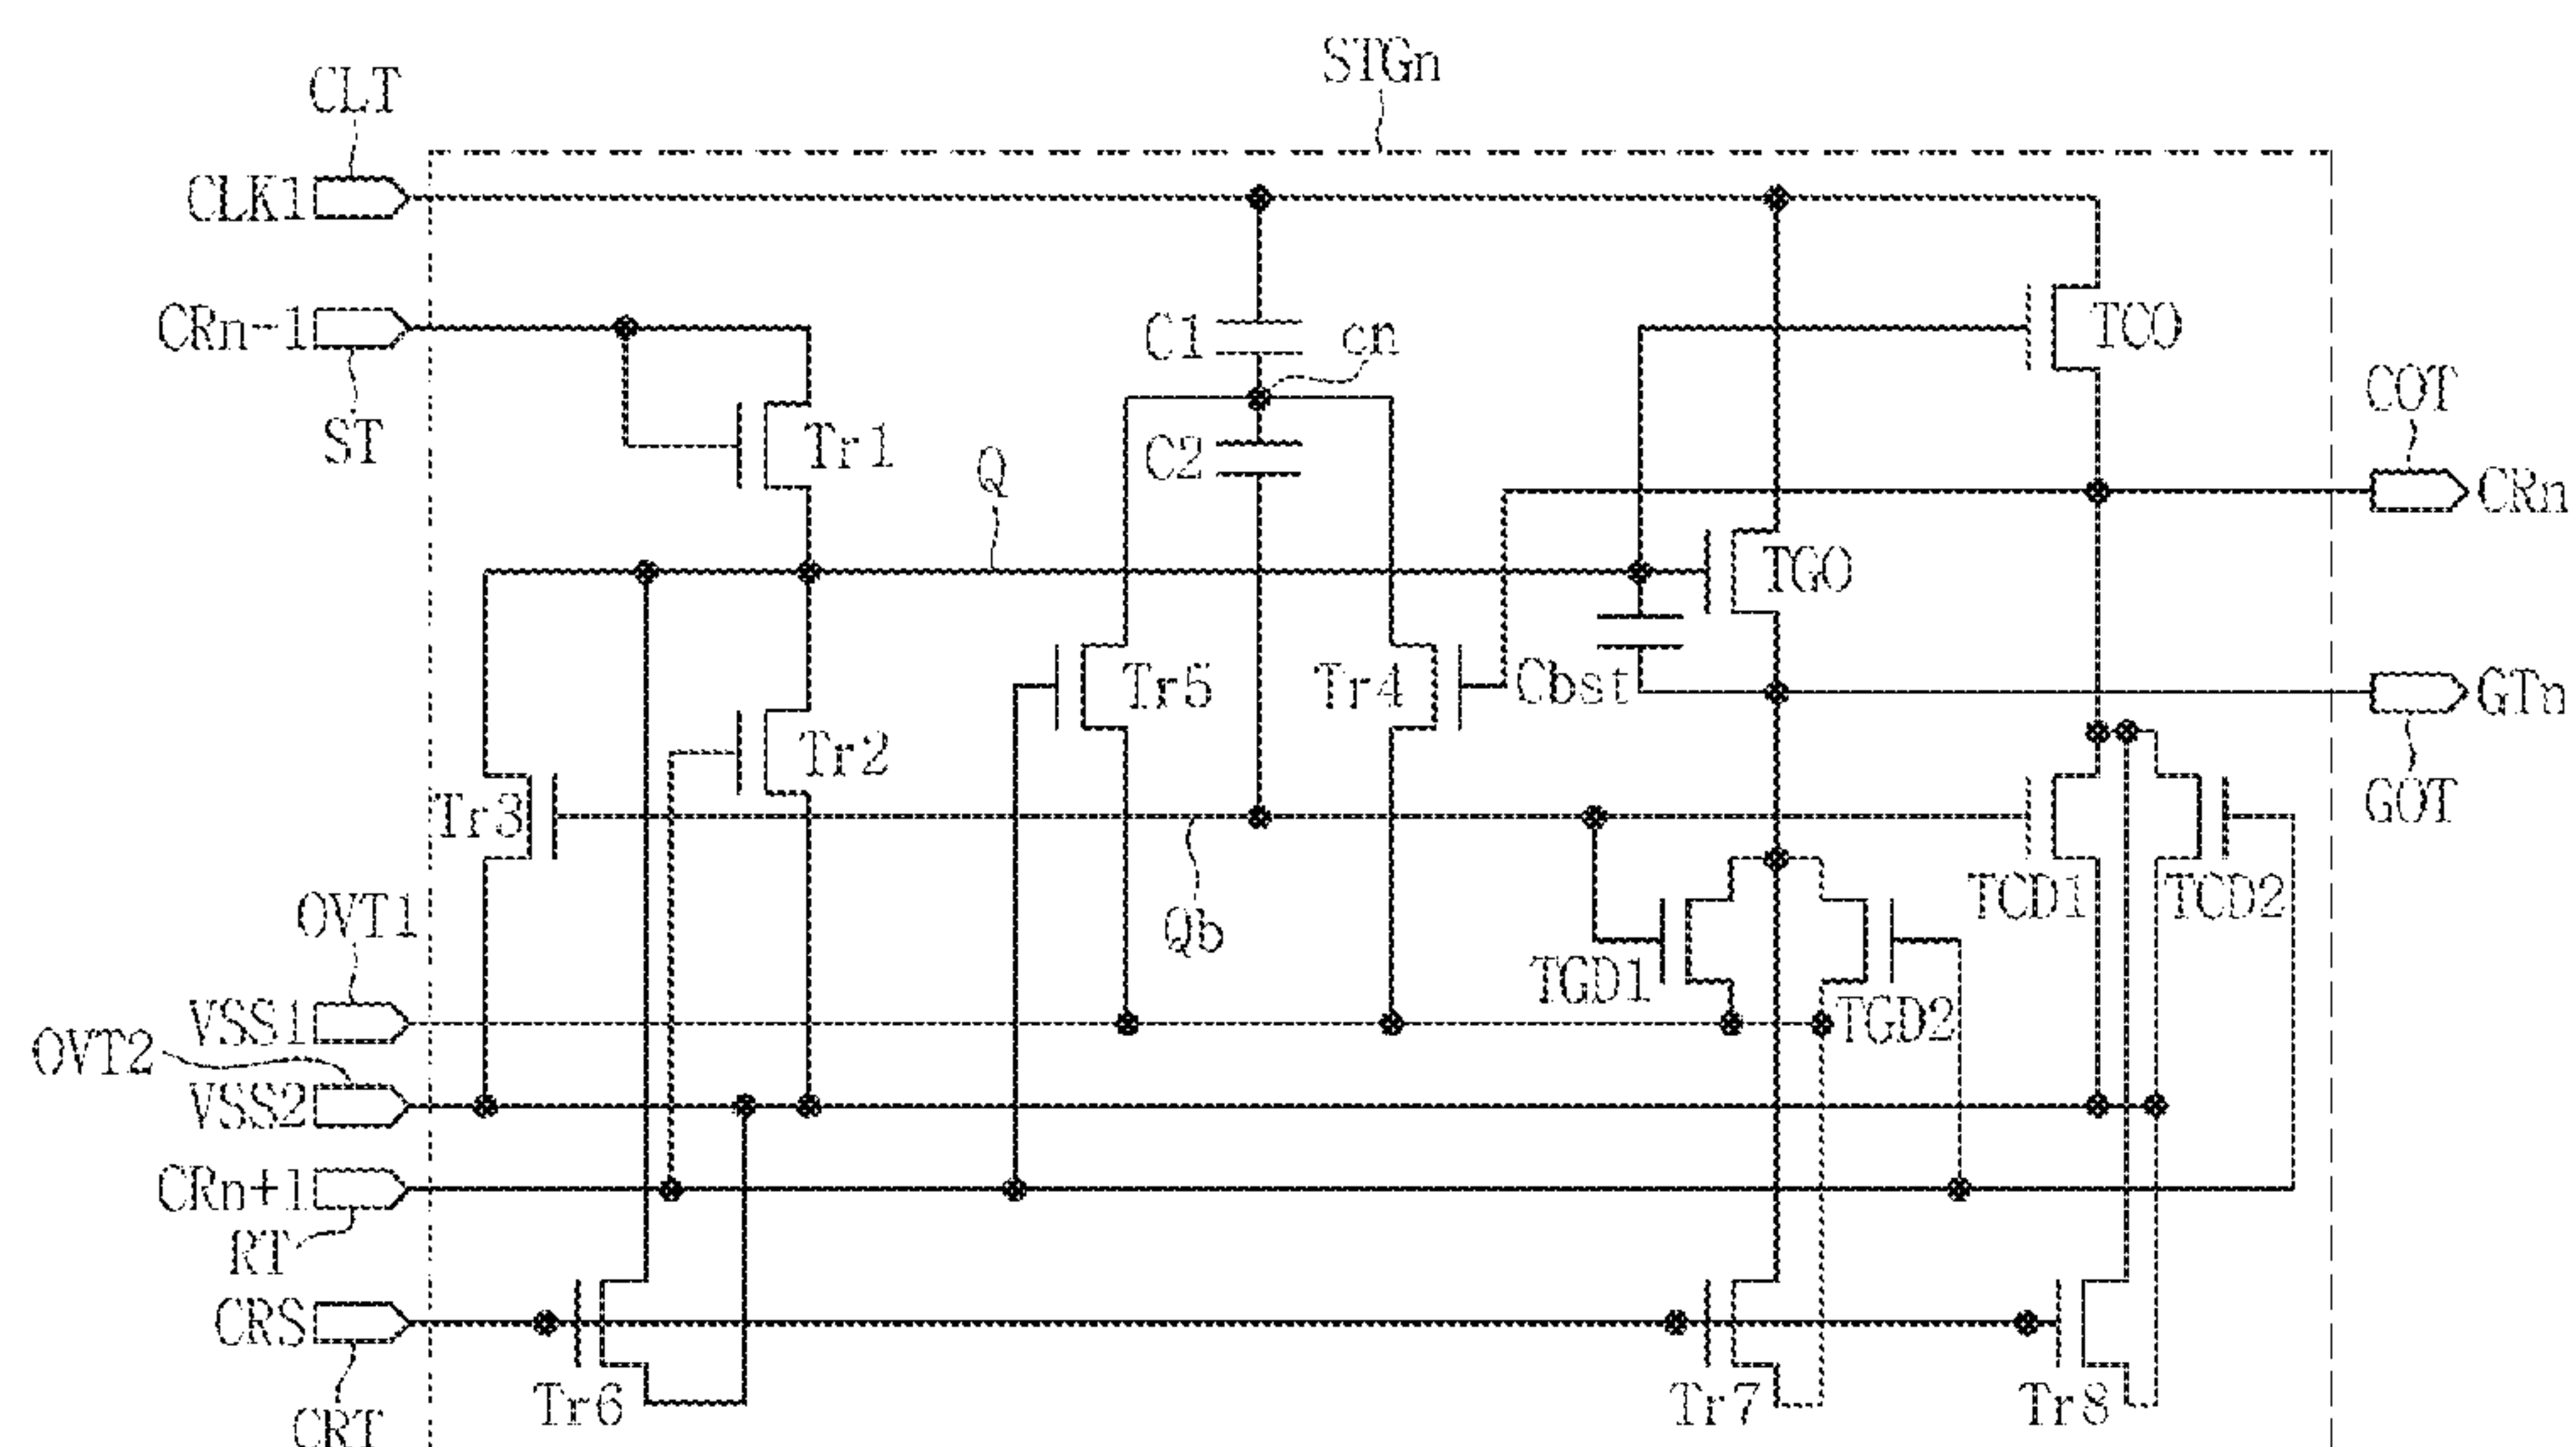 STGn
CLT
CLK1
CRn-1
ST
C1
cn
TCO
COT
Tr1
Q
C2
CRn
TGO
Tr5
Tr4
Cbst
GTn
Tr2
Tr3
GOT
OVT1
Qb
TCD1
TCD2
TGD1
TGD2
VSS1
OVT2
VSS2
CRn+1
RT
CRS
Tr6
Tr7
Tr8
CRT